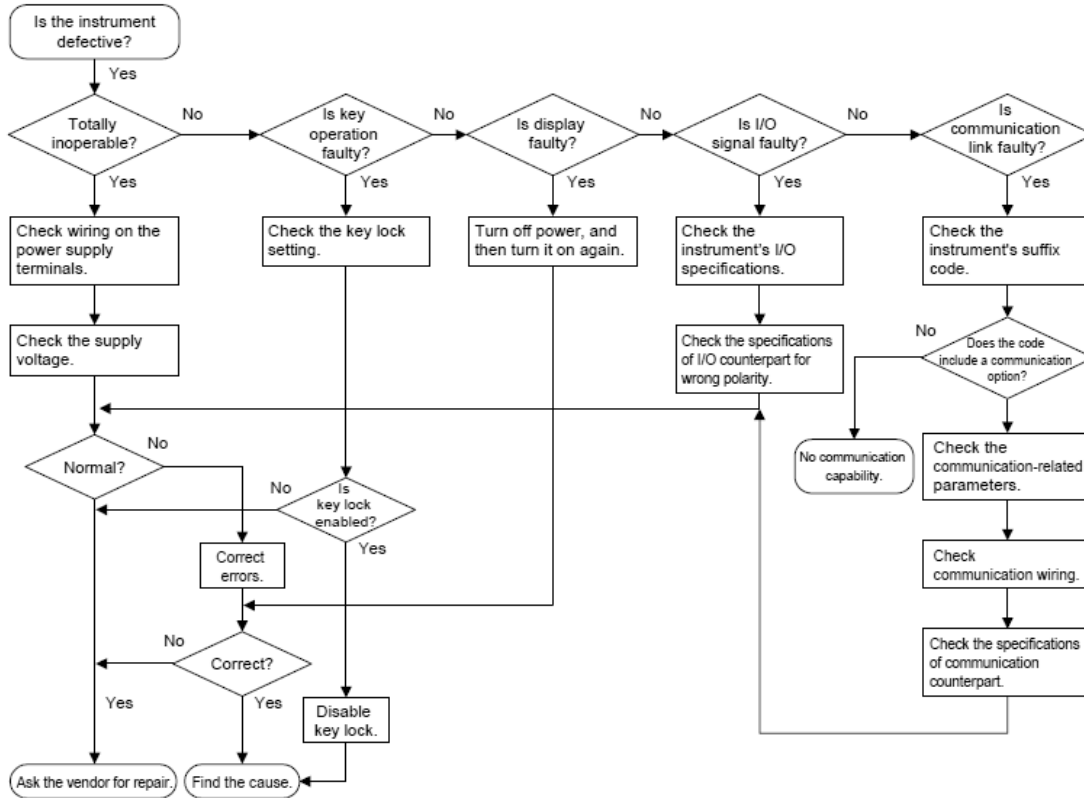 Is the instrument
defective?
Yes
Totally
inoperable?
No
Is key
operation
faulty?
No
Is display
faulty?
No
Is I/O
signal faulty?
No
Is
communication
link faulty?
Yes
Yes
Yes
Yes
Yes
Check wiring on the
power supply
terminals.
Check the key lock
setting.
Turn off power, and
then turn it on again.
Check the
instrument's I/O
specifications.
Check the
instrument's suffix
code.
Check the supply
voltage.
Check the specifications
of I/O counterpart for
wrong polarity.
No
Does the code
include a communication
option?
Normal?
No
No
Is
key lock
enabled?
Yes
No communication
capability.
Check the
communication-related
parameters.
Correct
errors.
Check
communication wiring.
No
Correct?
Yes
Yes
Disable
key lock.
Check the specifications
of communication
counterpart.
Ask the vendor for repair.
Find the cause.